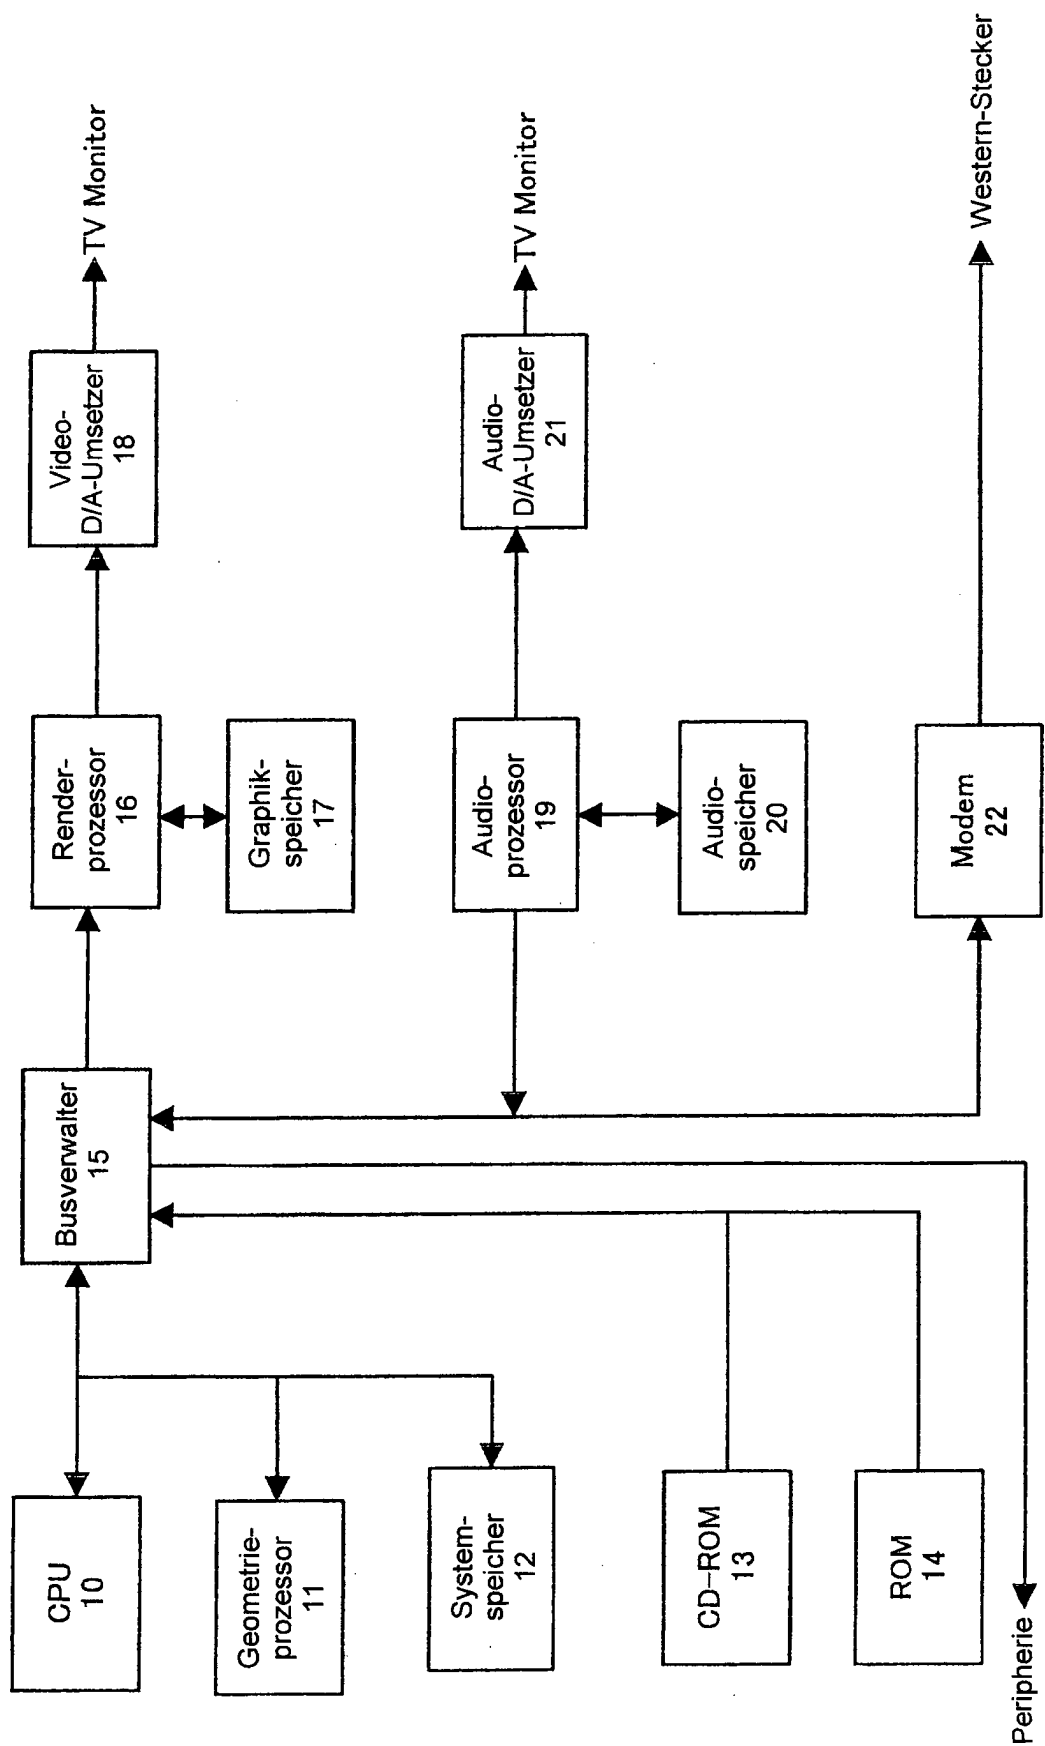 CPU
10
Geometrie-
prozessor
11
System-
speicher
12
CD-ROM
13
ROM
14
Peripherie
Busverwalter
15
Render-
prozessor
16
Graphik-
speicher
17
Audio-
prozessor
19
Audio-
speicher
20
Modem
22
Video-
D/A-Umsetzer
18
Audio-
D/A-Umsetzer
21
TV Monitor
TV Monitor
Western-Stecker